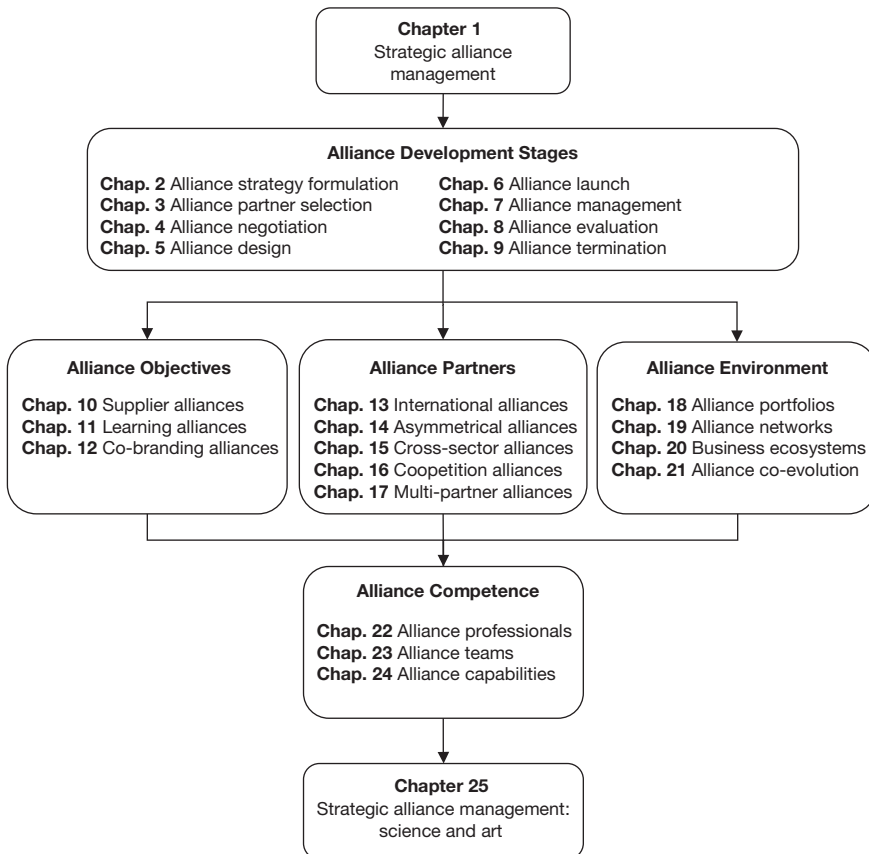 Chapter 1
Strategic alliance
management
Alliance Development Stages
Chap. 2 Alliance strategy formulation
Chap. 3 Alliance partner selection
Chap. 4 Alliance negotiation
Chap. 5 Alliance design
Chap. 6 Alliance launch
Chap. 7 Alliance management
Chap. 8 Alliance evaluation
Chap. 9 Alliance termination
Alliance Objectives
Chap. 10 Supplier alliances
Chap. 11 Learning alliances
Chap. 12 Co-branding alliances
Alliance Partners
Chap. 13 International alliances
Chap. 14 Asymmetrical alliances
Chap. 15 Cross-sector alliances
Chap. 16 Coopetition alliances
Chap. 17 Multi-partner alliances
Alliance Environment
Chap. 18 Alliance portfolios
Chap. 19 Alliance networks
Chap. 20 Business ecosystems
Chap. 21 Alliance co-evolution
Alliance Competence
Chap. 22 Alliance professionals
Chap. 23 Alliance teams
Chap. 24 Alliance capabilities
Chapter 25
Strategic alliance management:
science and art